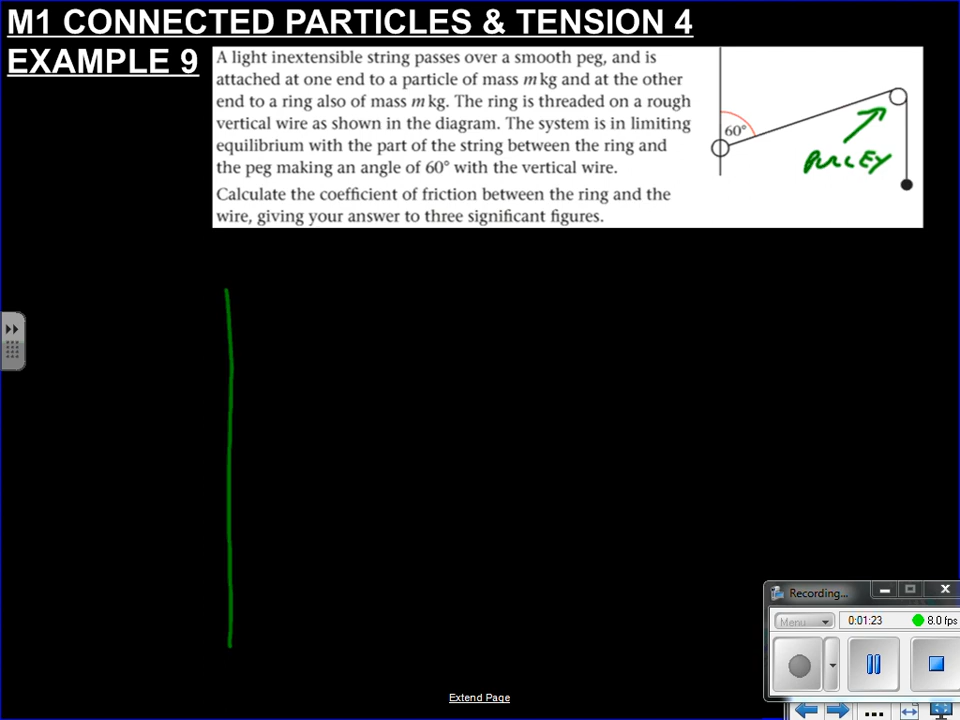 M1 CONNECTED PARTICLES & TENSION 4
EXAMPLE 9
A light inextensible string passes over a smooth peg, and is
attached at one end to a particle of mass m kg and at the other
end to a ring also of mass m kg. The ring is threaded on a rough
vertical wire as shown in the diagram. The system is in limiting
equilibrium with the part of the string between the ring and
the peg making an angle of 60° with the vertical wire.
Calculate the coefficient of friction between the ring and the
wire, giving your answer to three significant figures.
60°
PULLEY
Recording...
Menu
0:01:23
8.0 fps
Extend Page